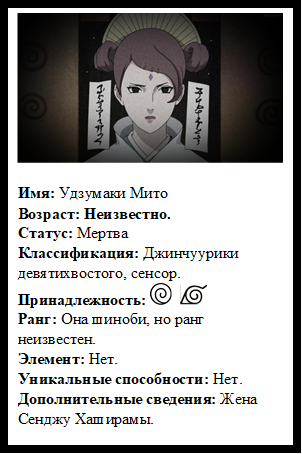 Имя: Удзумаки Мито
Возраст: Неизвестно.
Статус: Мертва
Классификация: Джинчуурики
девятихвостого, сенсор.
Принадлежность:
Ранг: Она шиноби, но ранг
неизвестен.
Элемент: Нет.
Уникальные способности: Нет.
Дополнительные сведения: Жена
Сенджу Хаширамы.